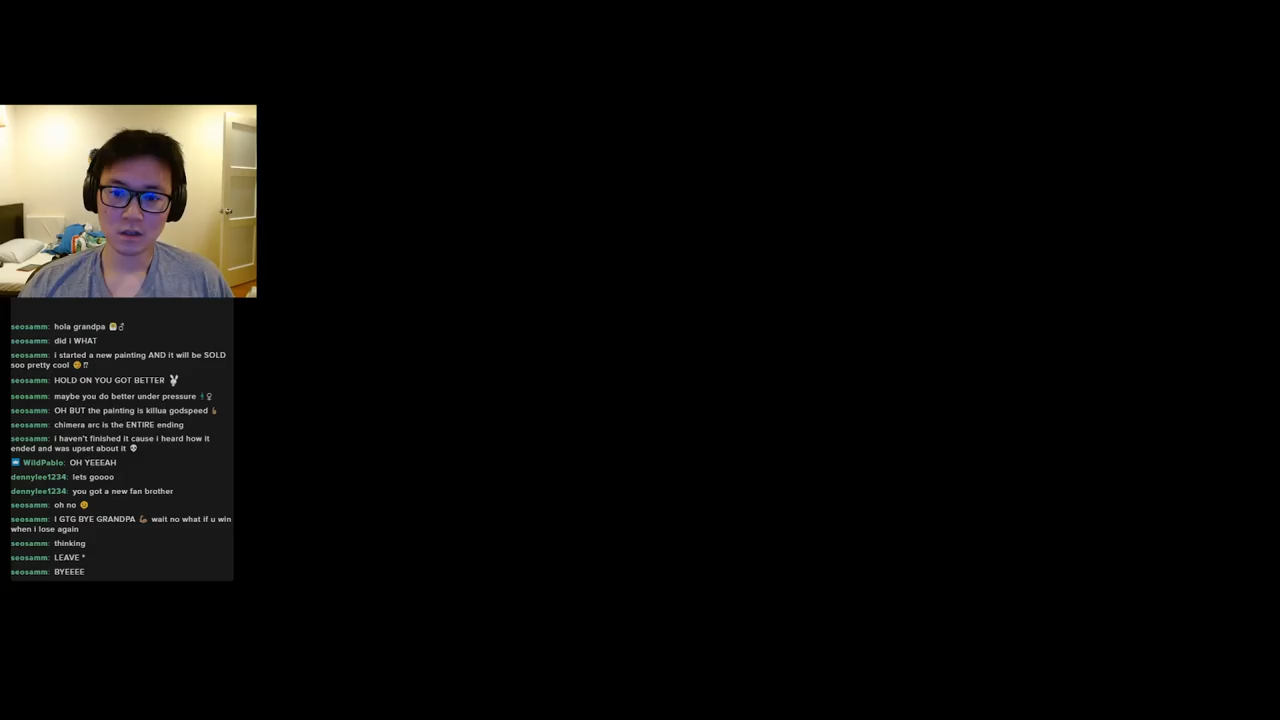 seosamm: hola grandpa
seosamm: did i WHAT
seosamm: i started a new painting AND it will be SOLD
soo pretty cool 🧐⁉
seosamm: HOLD ON YOU GOT BETTER
seosamm: maybe you do better under pressure
seosamm: OH BUT the painting is killua godspeed
seosamm: chimera arc is the ENTIRE ending
seosamm: i haven't finished it cause i heard how it
ended and was upset about it 💀
WildPablo: OH YEEEAH
dennylee1234: lets goooo
dennylee1234: you got a new fan brother
seosamm: oh no
seosamm: I GTG BYE GRANDPA 💪🏾 wait no what if u win
when i lose again
seosamm: thinking
seosamm: LEAVE *
seosamm: BYEEEE